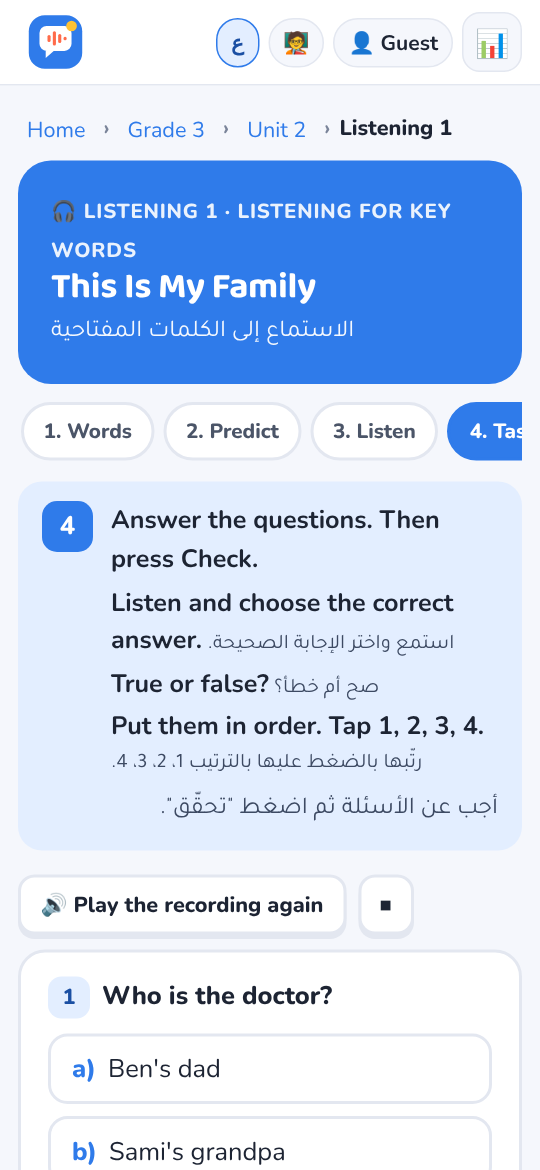 ع
Guest
Home › Grade 3 › Unit 2 › Listening 1
LISTENING 1 · LISTENING FOR KEY
WORDS
This Is My Family
الاستماع إلى الكلمات المفتاحية
1. Words
2. Predict
3. Listen
4. Tas
4
Answer the questions. Then
press Check.
Listen and choose the correct
answer. استمع واختر الإجابة الصحيحة.
True or false? صح أم خطأ؟
Put them in order. Tap 1, 2, 3, 4.
رتّبها بالضغط عليها بالترتيب 1، 2، 3، 4.
أجب عن الأسئلة ثم اضغط "تحقّق".
Play the recording again
1 Who is the doctor?
a) Ben's dad
b) Sami's grandpa